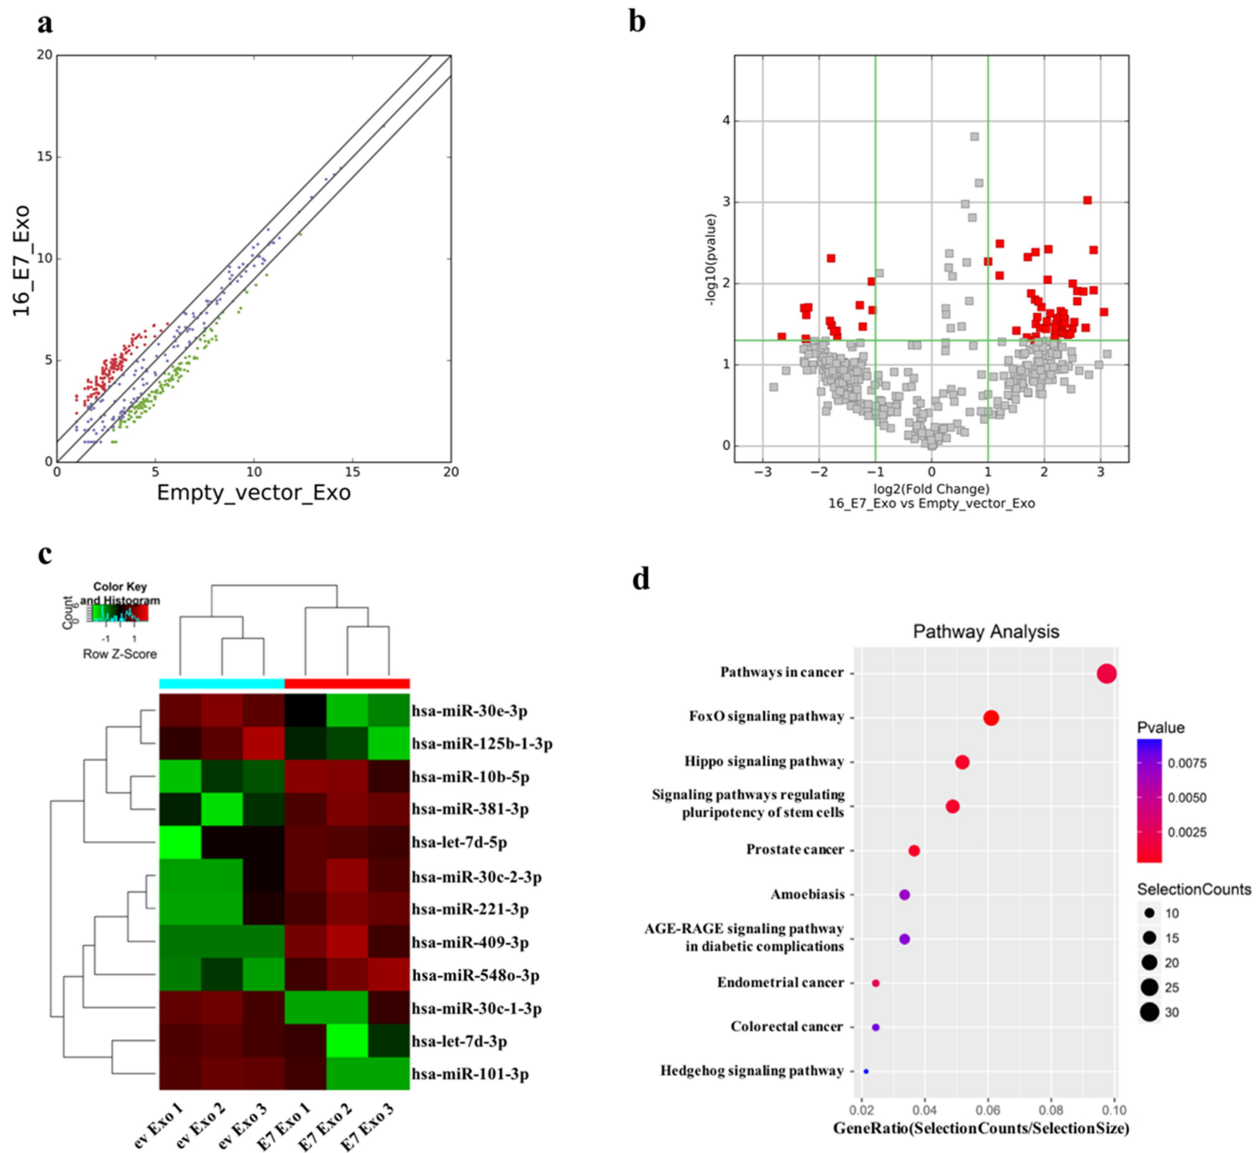 a
20
15
10
5
0
16_E7_Exo
0
5
10
15
20
Empty_vector_Exo
b
4
3
2
1
0
-log10(pvalue)
−3
−2
−1
0
1
2
3
log2(Fold Change)
16_E7_Exo vs Empty_vector_Exo
c
Color Key
and Histogram
Count
0
-1
1
Row Z-Score
hsa-miR-30e-3p
hsa-miR-125b-1-3p
hsa-miR-10b-5p
hsa-miR-381-3p
hsa-let-7d-5p
hsa-miR-30c-2-3p
hsa-miR-221-3p
hsa-miR-409-3p
hsa-miR-548o-3p
hsa-miR-30c-1-3p
hsa-let-7d-3p
hsa-miR-101-3p
ev Exo 1
ev Exo 2
ev Exo 3
E7 Exo 1
E7 Exo 2
E7 Exo 3
d
Pathway Analysis
Pathways in cancer
FoxO signaling pathway
Hippo signaling pathway
Signaling pathways regulating
pluripotency of stem cells
Prostate cancer
Amoebiasis
AGE-RAGE signaling pathway
in diabetic complications
Endometrial cancer
Colorectal cancer
Hedgehog signaling pathway
0.02
0.04
0.06
0.08
0.10
GeneRatio(SelectionCounts/SelectionSize)
Pvalue
0.0075
0.0050
0.0025
SelectionCounts
10
15
20
25
30